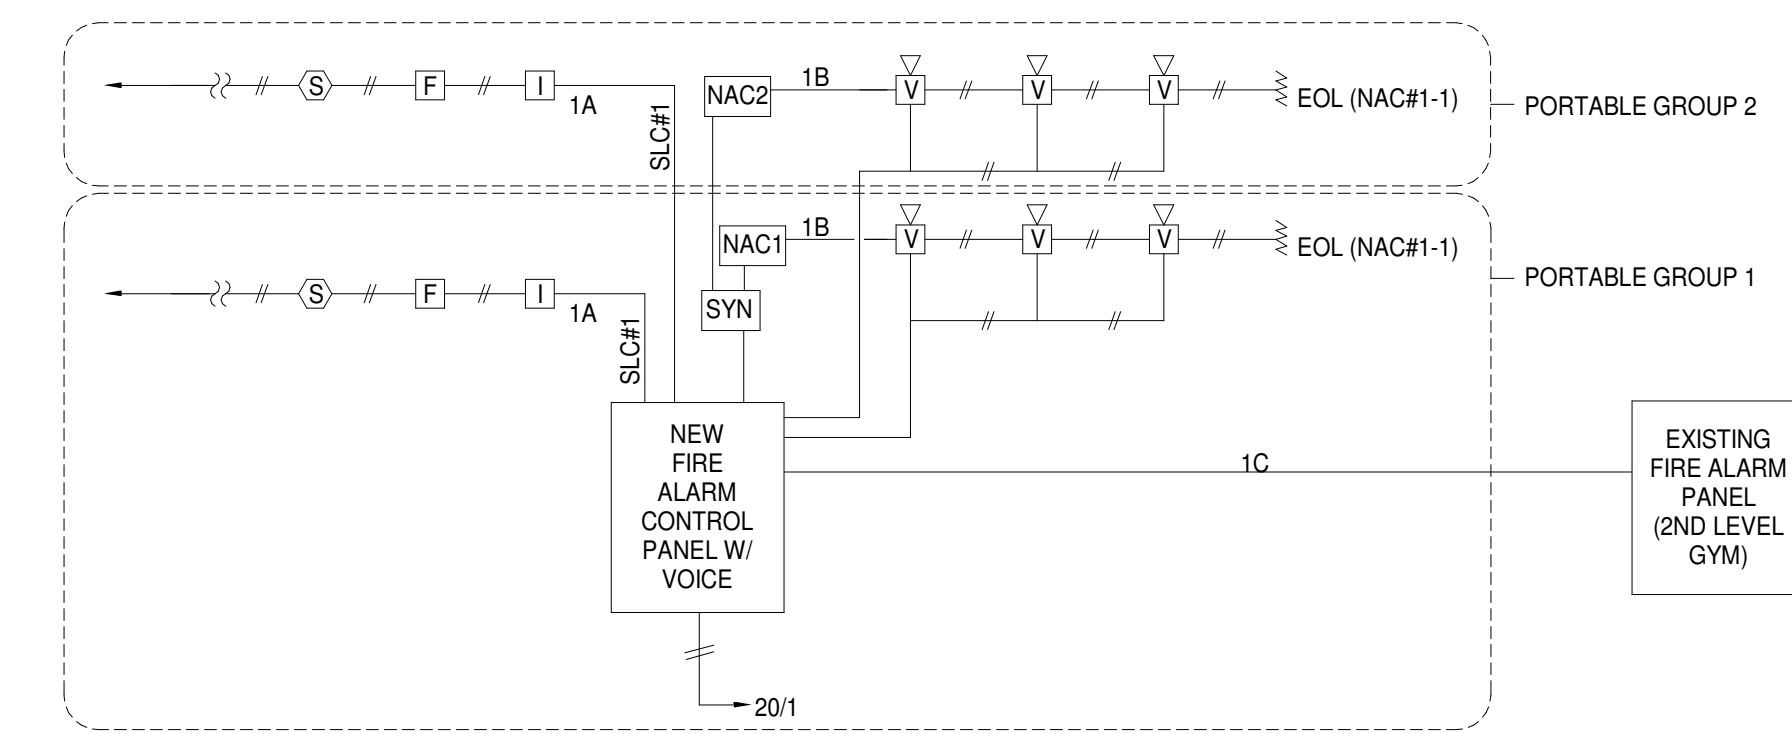 S
F
I
1A
SLC#1
NAC2
1B
V
V
V
EOL (NAC#1-1)
PORTABLE GROUP 2
S
F
I
1A
SLC#1
NAC1
1B
V
V
V
EOL (NAC#1-1)
PORTABLE GROUP 1
SYN
NEW
FIRE
ALARM
CONTROL
PANEL W/
VOICE
1C
EXISTING
FIRE ALARM
PANEL
(2ND LEVEL
GYM)
20/1